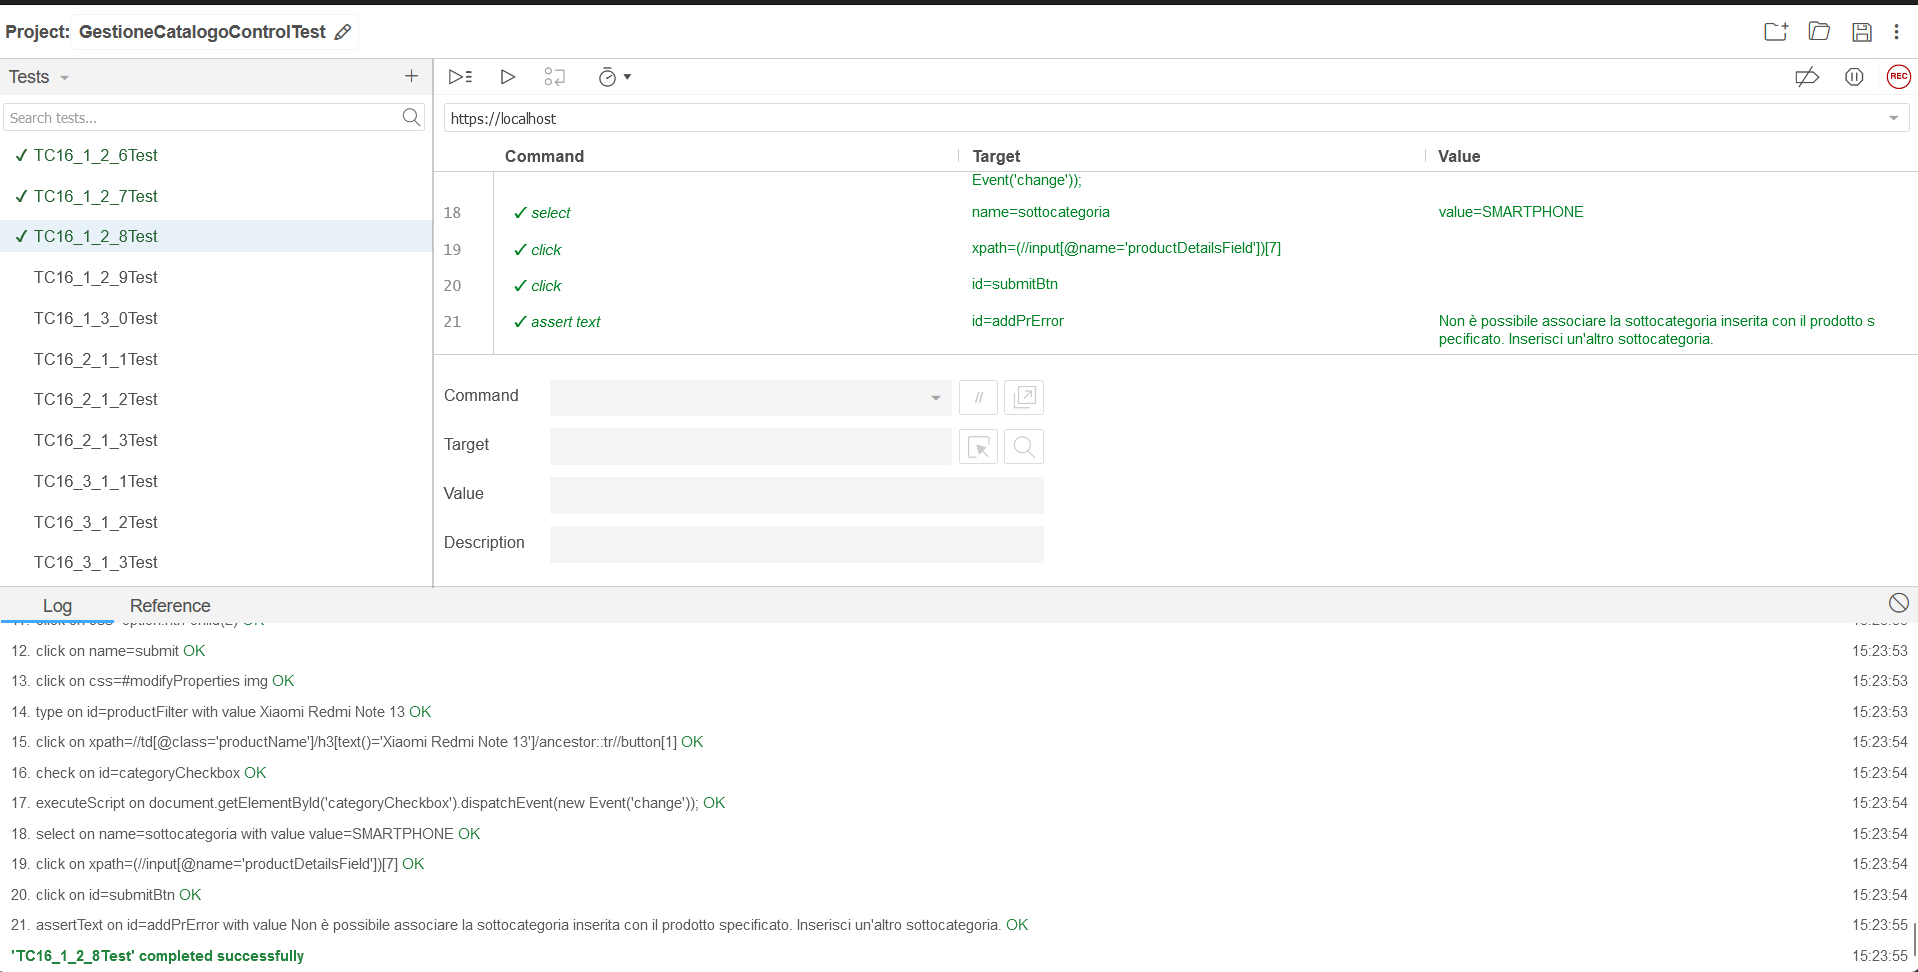 Project: GestioneCatalogoControlTest
Tests
Search tests...
TC16_1_2_6Test
TC16_1_2_7Test
TC16_1_2_8Test
TC16_1_2_9Test
TC16_1_3_0Test
TC16_2_1_1Test
TC16_2_1_2Test
TC16_2_1_3Test
TC16_3_1_1Test
TC16_3_1_2Test
TC16_3_1_3Test
REC
https://localhost
Command Target Value
Event('change'));
18 select name=sottocategoria value=SMARTPHONE
19 click xpath=(//input[@name='productDetailsField'])[7]
20 click id=submitBtn
21 assert text id=addPrError Non è possibile associare la sottocategoria inserita con il prodotto s
pecificato. Inserisci un'altro sottocategoria.
Command //
Target
Value
Description
Log Reference
12. click on name=submit OK 15:23:53
13. click on css=#modifyProperties img OK 15:23:53
14. type on id=productFilter with value Xiaomi Redmi Note 13 OK 15:23:53
15. click on xpath=//td[@class='productName']/h3[text()='Xiaomi Redmi Note 13']/ancestor::tr//button[1] OK 15:23:54
16. check on id=categoryCheckbox OK 15:23:54
17. executeScript on document.getElementById('categoryCheckbox').dispatchEvent(new Event('change')); OK 15:23:54
18. select on name=sottocategoria with value value=SMARTPHONE OK 15:23:54
19. click on xpath=(//input[@name='productDetailsField'])[7] OK 15:23:54
20. click on id=submitBtn OK 15:23:54
21. assertText on id=addPrError with value Non è possibile associare la sottocategoria inserita con il prodotto specificato. Inserisci un'altro sottocategoria. OK 15:23:55
'TC16_1_2_8Test' completed successfully 15:23:55